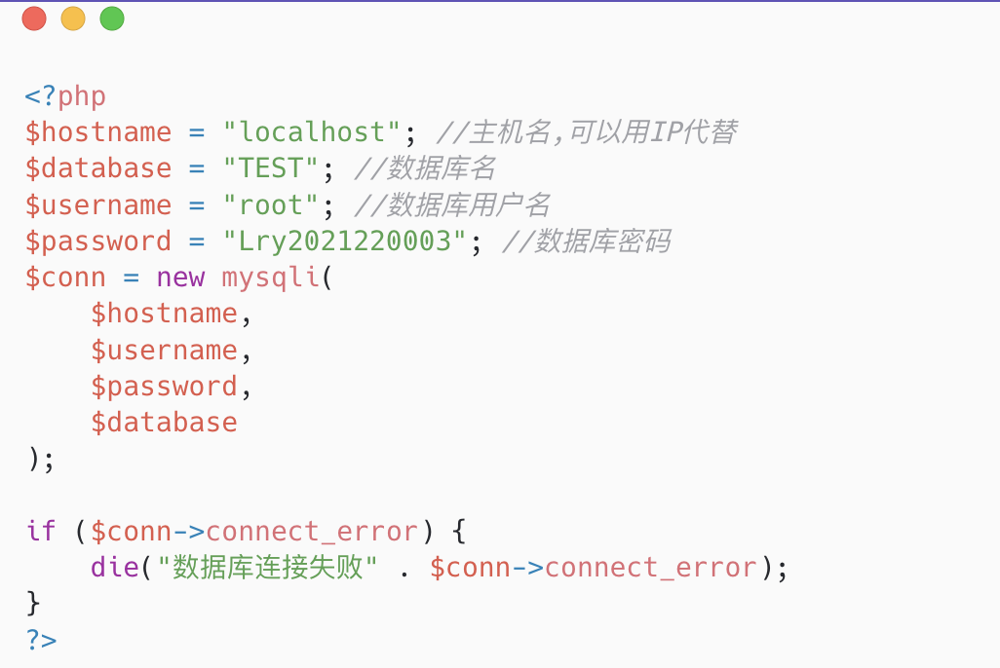 <?php
$hostname = "localhost"; //主机名,可以用IP代替
$database = "TEST"; //数据库名
$username = "root"; //数据库用户名
$password = "Lry2021220003"; //数据库密码
$conn = new mysqli(
    $hostname,
    $username,
    $password,
    $database
);

if ($conn->connect_error) {
    die("数据库连接失败" . $conn->connect_error);
}
?>